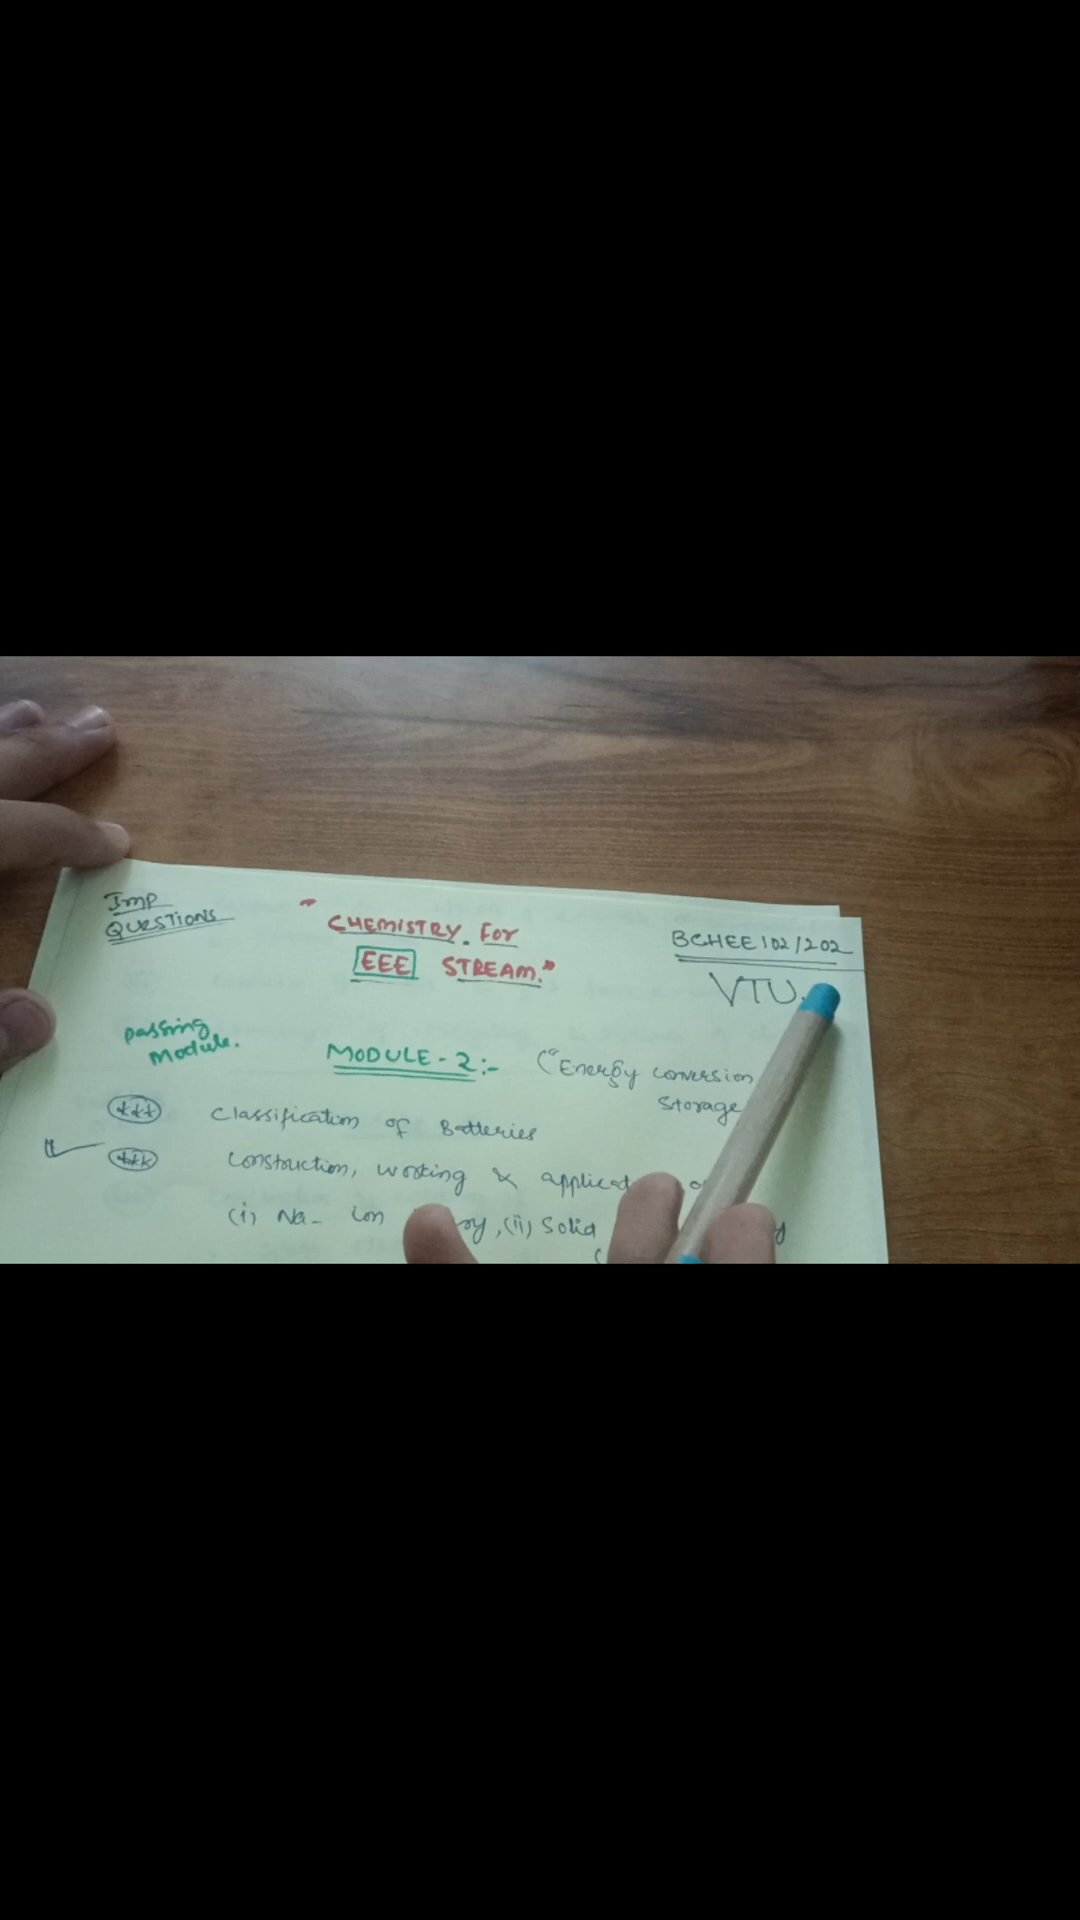 Imp
QUESTIONS
" CHEMISTRY. For
EEE STREAM."
BCHEE102/202
VTU.
passing
module.
MODULE-2:-
("Energy conversion
Storage
*** Classification of Batteries
*** Construction, working &
(i) Na- ion , (ii) Solid